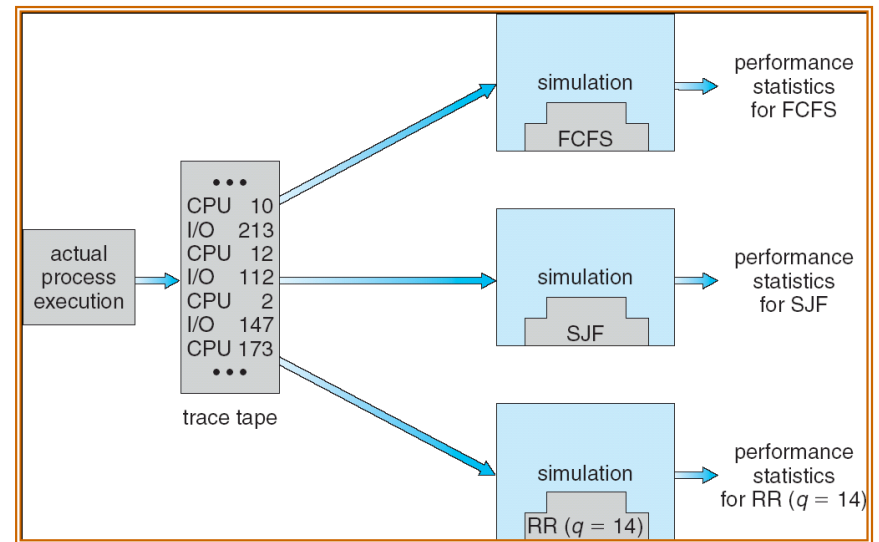 actual
process
execution
• • •
CPU 10
I/O 213
CPU 12
I/O 112
CPU 2
I/O 147
CPU 173
• • •
trace tape
simulation
FCFS
performance
statistics
for FCFS
simulation
SJF
performance
statistics
for SJF
simulation
RR (q = 14)
performance
statistics
for RR (q = 14)